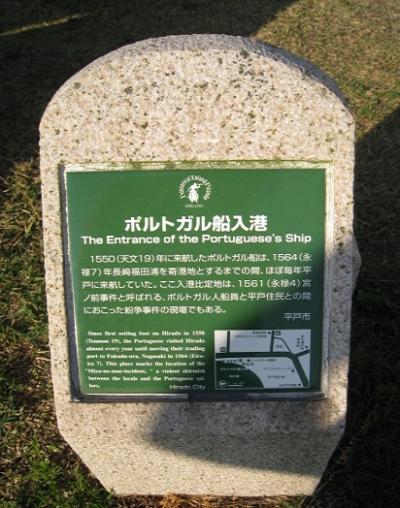 Historical Island Hirado
HIRADO
ポルトガル船入港
The Entrance of the Portuguese's Ship
1550(天文19)年に来航したポルトガル船は、1564(永
禄7)年長崎福田浦を寄港地とするまでの間、ほぼ毎年平
戸に来航していた。ここ入港比定地は、1561(永禄4)宮
ノ前事件と呼ばれる、ポルトガル人船員と平戸住民との間
におこった紛争事件の現場でもある。
平戸市
Since first setting foot on Hirado in 1550
(Tenmon 19), the Portuguese visited Hirado
almost every year until moving their trading
port to Fukuda-ura, Nagasaki in 1564 (Eiro-
ku 7). This place marks the location of the
"Miya-no-mae-incident, " a violent skirmish
between the locals and the Portuguese sai-
lors.
Hirado City